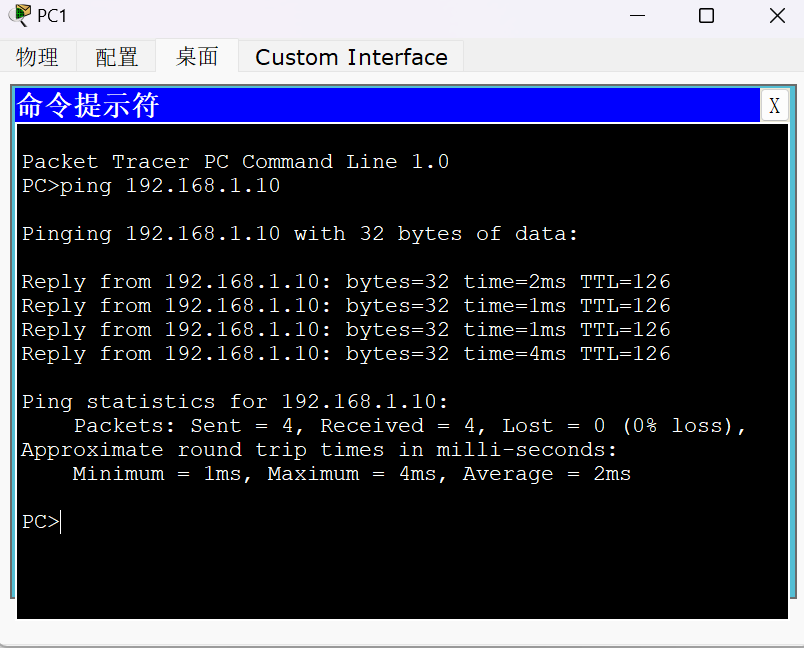 PC1
物理 配置 桌面 Custom Interface
命令提示符 X
Packet Tracer PC Command Line 1.0
PC>ping 192.168.1.10
Pinging 192.168.1.10 with 32 bytes of data:
Reply from 192.168.1.10: bytes=32 time=2ms TTL=126
Reply from 192.168.1.10: bytes=32 time=1ms TTL=126
Reply from 192.168.1.10: bytes=32 time=1ms TTL=126
Reply from 192.168.1.10: bytes=32 time=4ms TTL=126
Ping statistics for 192.168.1.10:
    Packets: Sent = 4, Received = 4, Lost = 0 (0% loss),
Approximate round trip times in milli-seconds:
    Minimum = 1ms, Maximum = 4ms, Average = 2ms
PC>